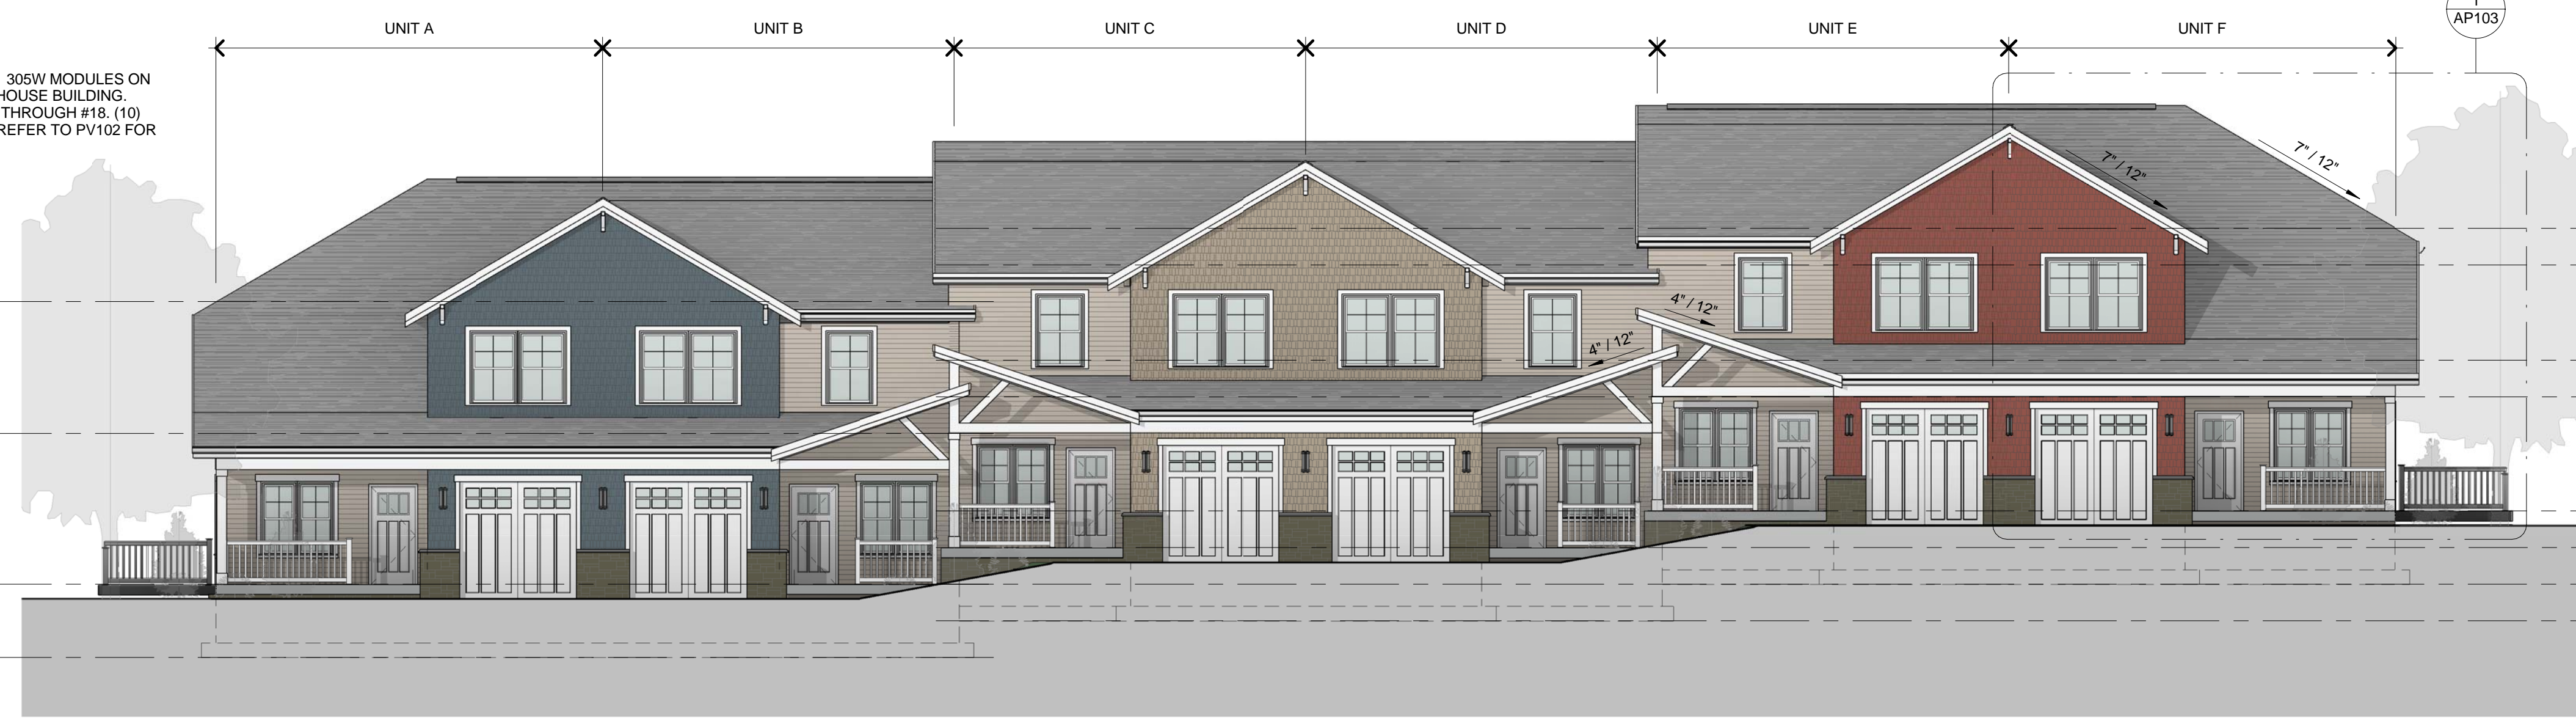 UNIT A
UNIT B
UNIT C
UNIT D
UNIT E
UNIT F
AP103
305W MODULES ON
HOUSE BUILDING.
THROUGH #18. (10)
REFER TO PV102 FOR
7" / 12"
7" / 12"
4" / 12"
4" / 12"